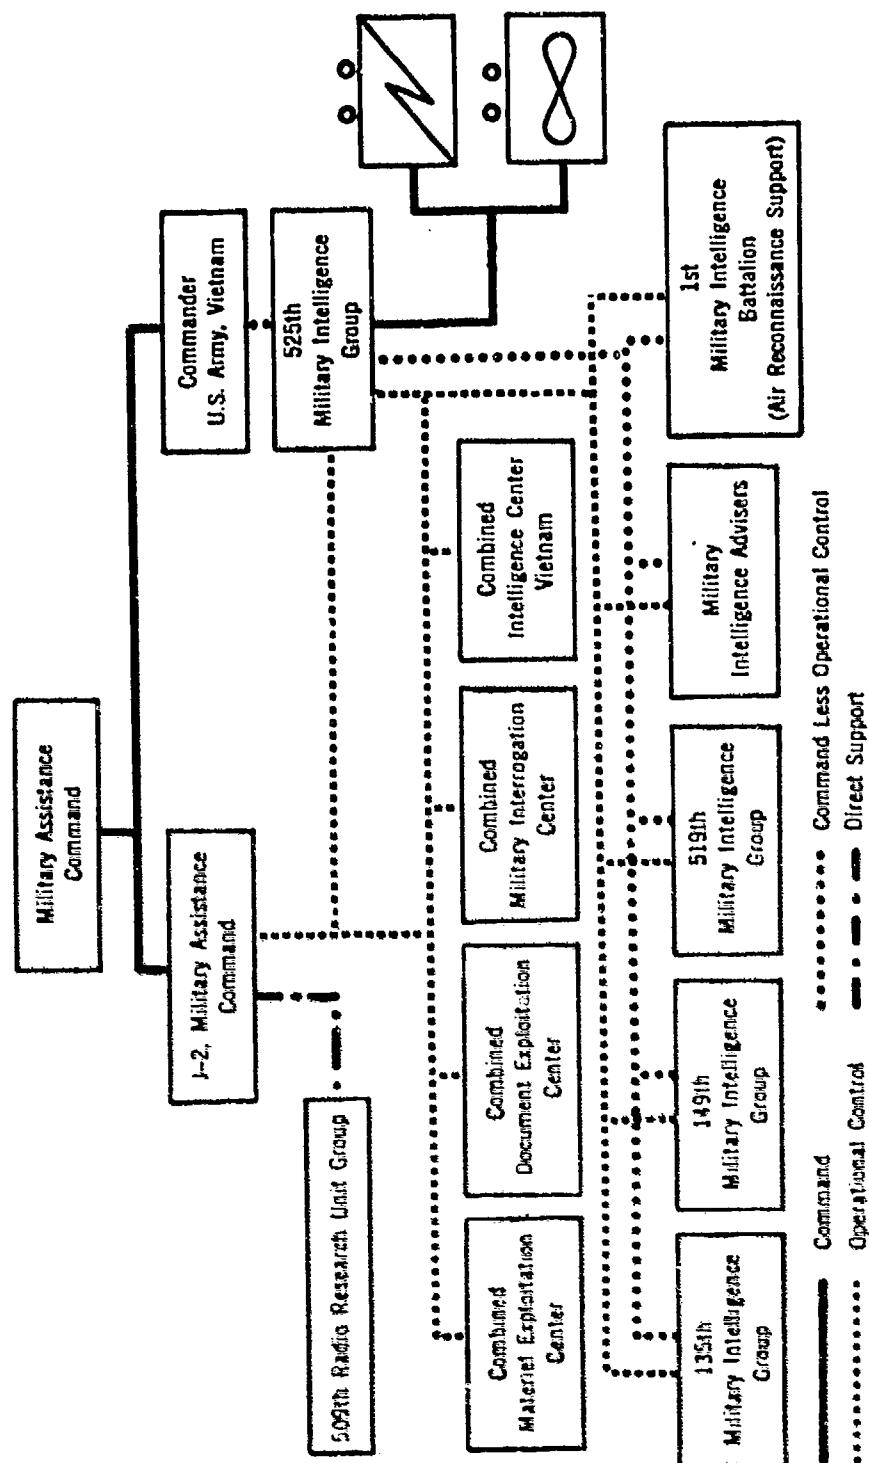 Military Assistance
Command
J-2, Military Assistance
Command
Commander
U.S. Army, Vietnam
509th Radio Research Unit Group
525th
Military Intelligence
Group
Combined
Materiel Exploitation
Center
Combined
Document Exploitation
Center
Combined
Military Interrogation
Center
Combined
Intelligence Center
Vietnam
135th
Military Intelligence
Group
149th
Military Intelligence
Group
519th
Military Intelligence
Group
Military
Intelligence Advisers
1st
Military Intelligence
Battalion
(Air Reconnaissance Support)
Command
Command Less Operational Control
Operational Control
Direct Support